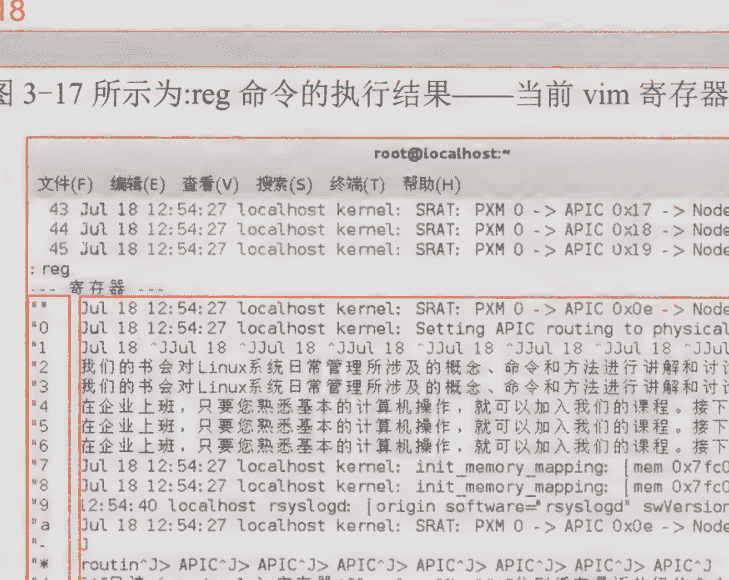 18
图 3-17 所示为:reg 命令的执行结果——当前 vim 寄存器
root@localhost:~
文件(F) 编辑(E) 查看(V) 搜索(S) 终端(T) 帮助(H)
43 Jul 18 12:54:27 localhost kernel: SRAT: PXM 0 -> APIC 0x17 -> Node
44 Jul 18 12:54:27 localhost kernel: SRAT: PXM 0 -> APIC 0x18 -> Node
45 Jul 18 12:54:27 localhost kernel: SRAT: PXM 0 -> APIC 0x19 -> Node
: reg
--- 寄存器 ---
"" Jul 18 12:54:27 localhost kernel: SRAT: PXM 0 -> APIC 0x0e -> Node
"0 Jul 18 12:54:27 localhost kernel: Setting APIC routing to physical
"1 Jul 18 ^JJul 18 ^JJul 18 ^JJul 18 ^JJul 18 ^JJul 18 ^JJul 18 ^JJul
"2 我们的书会对Linux系统日常管理所涉及的概念、命令和方法进行讲解和讨
"3 我们的书会对Linux系统日常管理所涉及的概念、命令和方法进行讲解和讨
"4 在企业上班，只要您熟悉基本的计算机操作，就可以加入我们的课程。接下
"5 在企业上班，只要您熟悉基本的计算机操作，就可以加入我们的课程。接下
"6 在企业上班，只要您熟悉基本的计算机操作，就可以加入我们的课程。接下
"7 Jul 18 12:54:27 localhost kernel: init_memory_mapping: [mem 0x7fc0
"8 Jul 18 12:54:27 localhost kernel: init_memory_mapping: [mem 0x7fc0
"9 12:54:40 localhost rsyslogd: [origin software="rsyslogd" swVersion
"a Jul 18 12:54:27 localhost kernel: SRAT: PXM 0 -> APIC 0x0e -> Node
"- J
"* routin^J> APIC^J> APIC^J> APIC^J> APIC^J> APIC^J> APIC^J> APIC^J